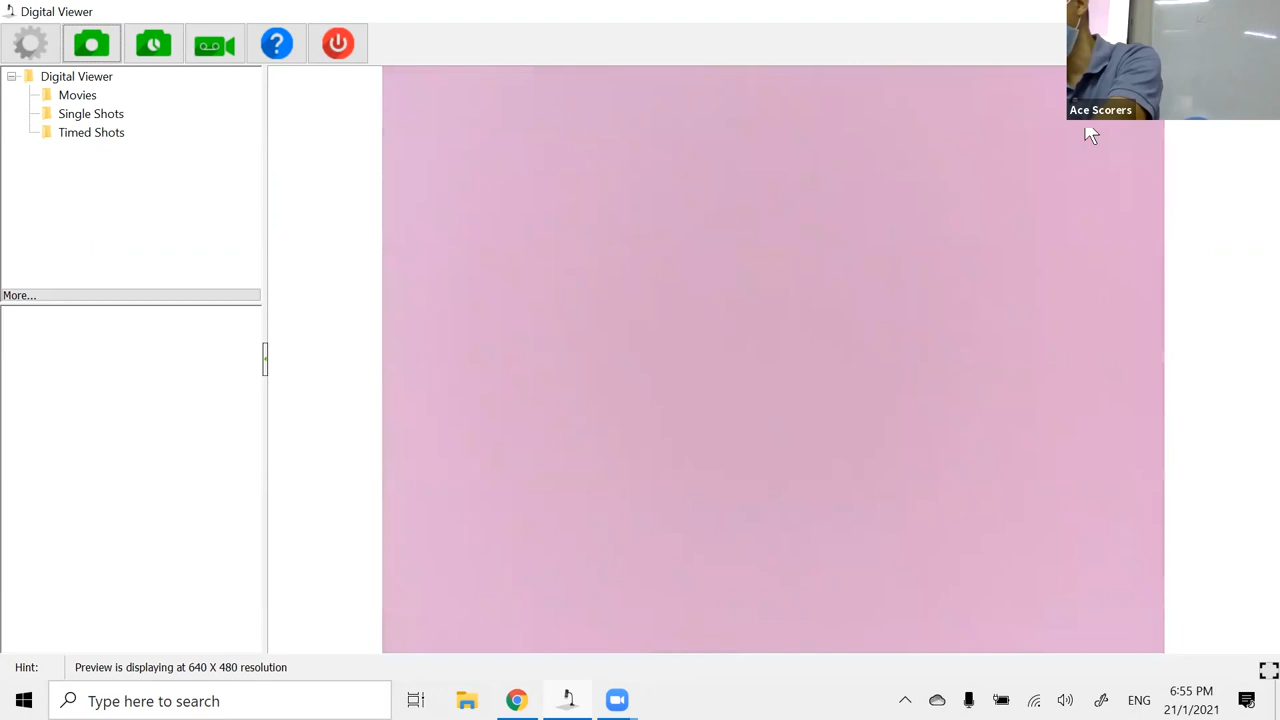 Digital Viewer
Ace Scorers
Digital Viewer
Movies
Single Shots
Timed Shots
More...
Hint:
Preview is displaying at 640 X 480 resolution
Type here to search
ENG
6:55 PM
21/1/2021